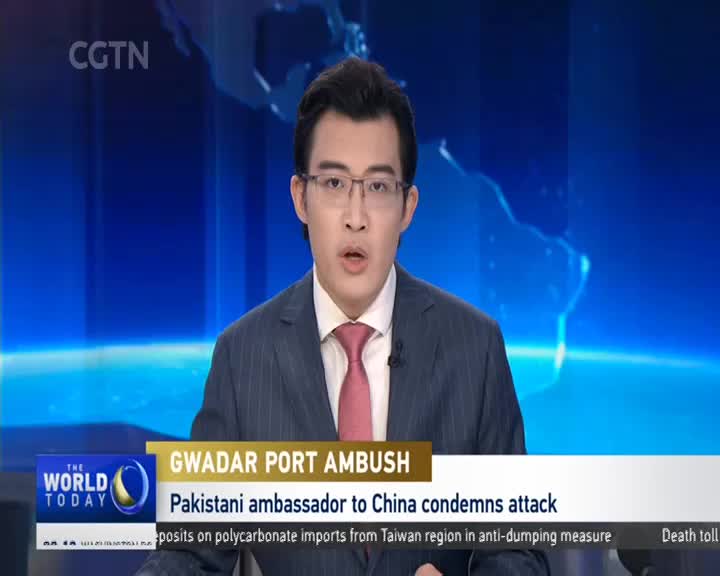 CGTN
GWADAR PORT AMBUSH
THE
WORLD
TODAY
Pakistani ambassador to China condemns attack
eposits on polycarbonate imports from Taiwan region in anti-dumping measure Death toll